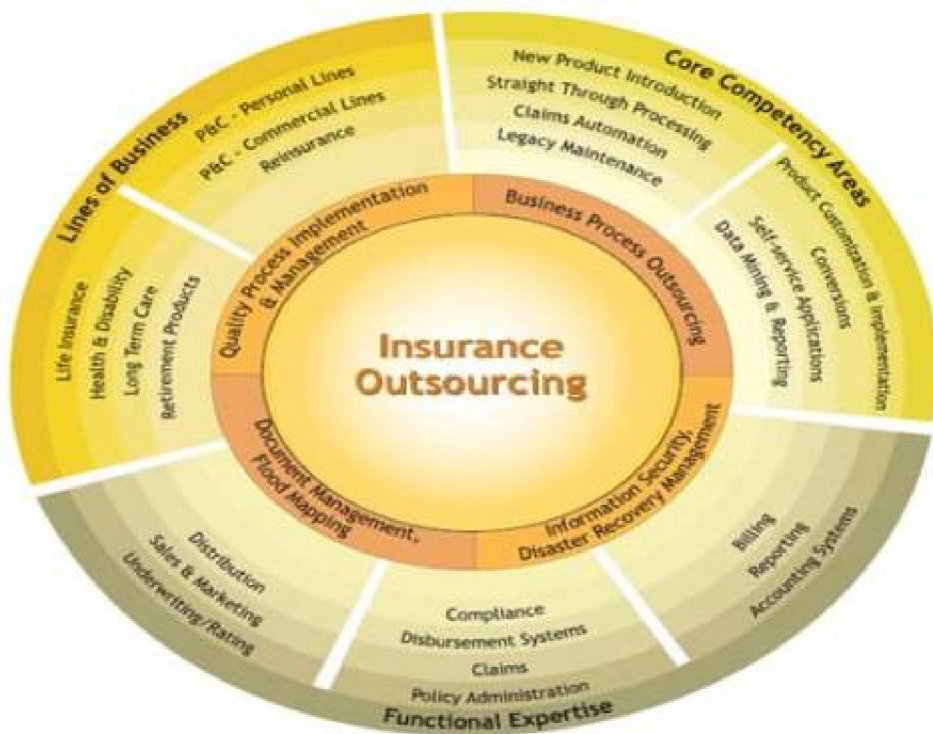 Lines of Business
P&C - Personal Lines
P&C - Commercial Lines
Reinsurance
Life Insurance
Health & Disability
Long Term Care
Retirement Products
Core Competency Areas
New Product Introduction
Straight Through Processing
Claims Automation
Legacy Maintenance
Product Customization & Implementation
Conversions
Self-service Applications
Data Mining & Reporting
Quality Process Implementation
& Management
Business Process Outsourcing
Insurance
Outsourcing
Document Management,
Flood Mapping
Information Security,
Disaster Recovery Management
Distribution
Sales & Marketing
Underwriting/Rating
Compliance
Disbursement Systems
Claims
Policy Administration
Billing
Reporting
Accounting Systems
Functional Expertise